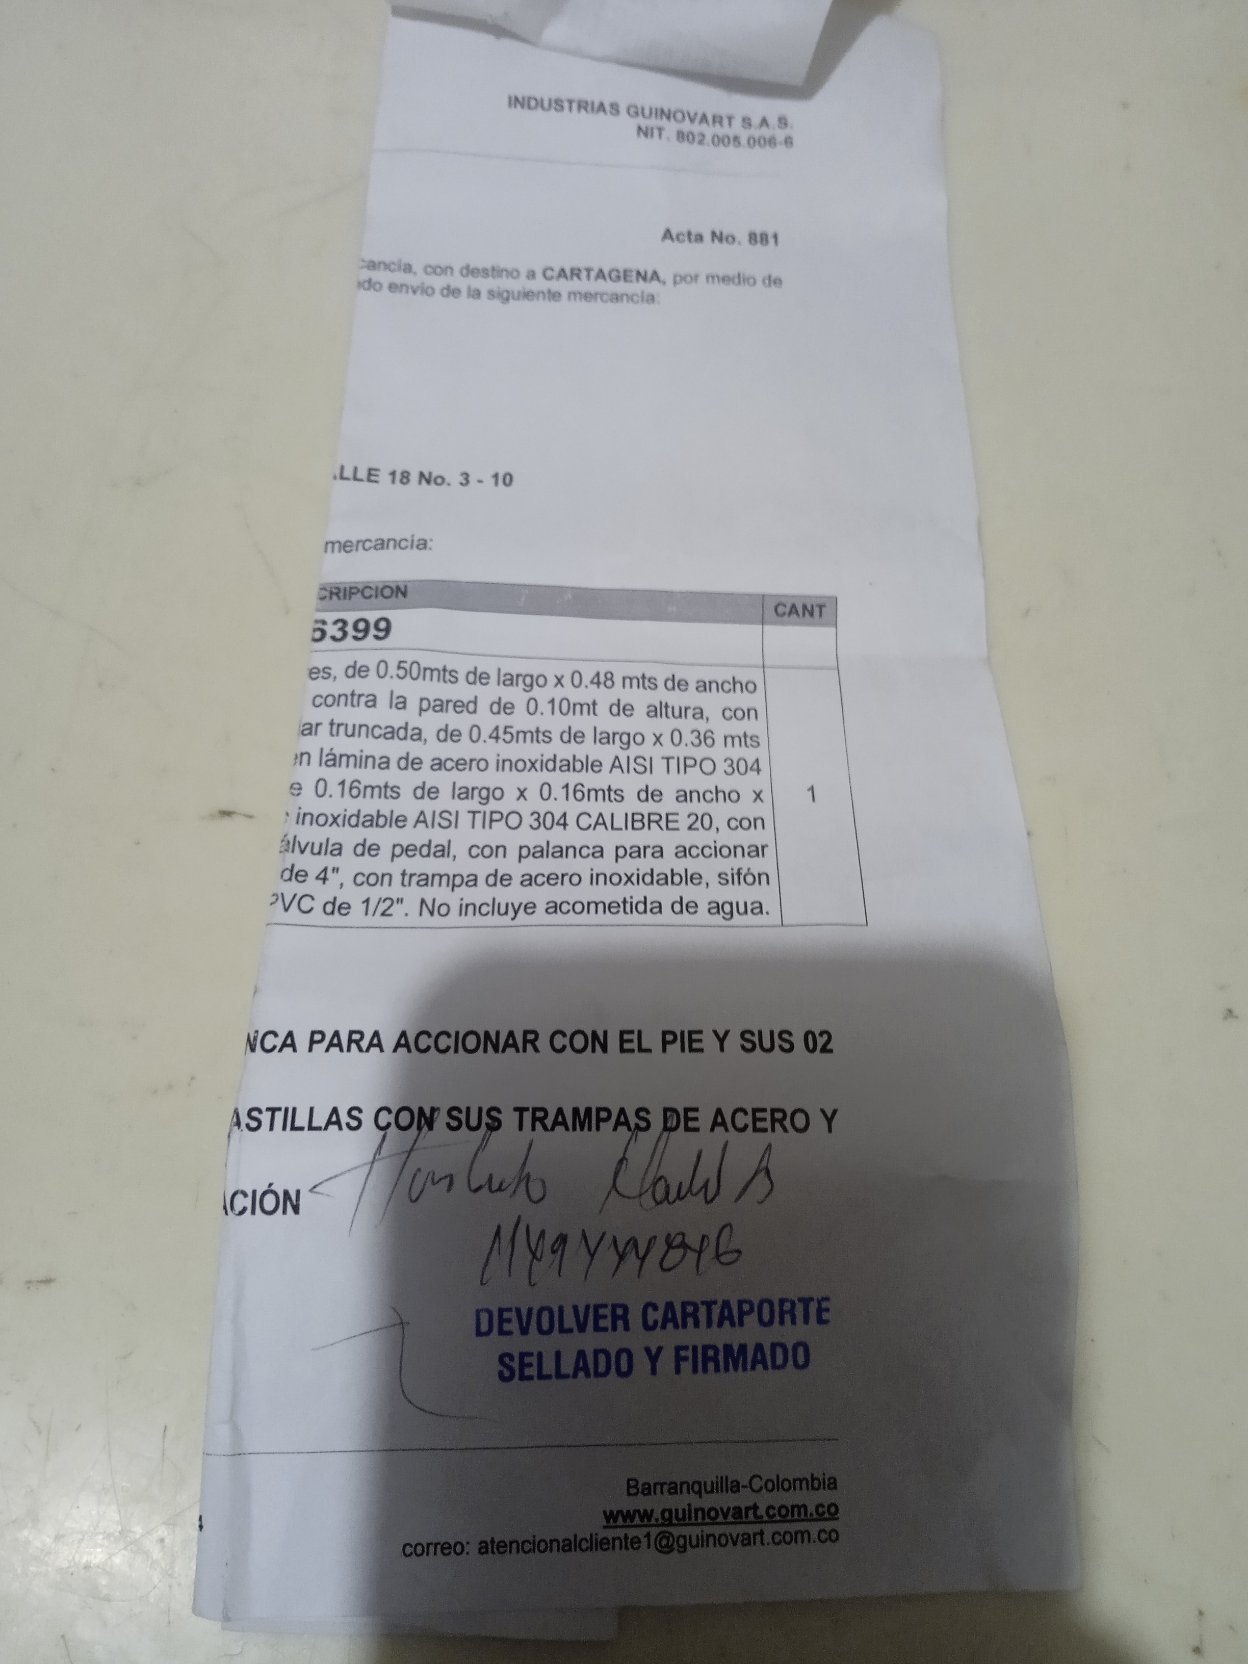 INDUSTRIAS GUINOVART S.A.S.
NIT. 802.005.006-6
Acta No. 881
cancia, con destino a CARTAGENA, por medio de
do envío de la siguiente mercancía:
LLE 18 No. 3 - 10
mercancía:
CRIPCION CANT
6399
es, de 0.50mts de largo x 0.48 mts de ancho
contra la pared de 0.10mt de altura, con
ar truncada, de 0.45mts de largo x 0.36 mts
en lámina de acero inoxidable AISI TIPO 304
e 0.16mts de largo x 0.16mts de ancho x 1
inoxidable AISI TIPO 304 CALIBRE 20, con
álvula de pedal, con palanca para accionar
de 4", con trampa de acero inoxidable, sifón
PVC de 1/2". No incluye acometida de agua.
NCA PARA ACCIONAR CON EL PIE Y SUS 02
ASTILLAS CON SUS TRAMPAS DE ACERO Y
ACIÓN
DEVOLVER CARTAPORTE
SELLADO Y FIRMADO
Barranquilla-Colombia
www.guinovart.com.co
correo: atencionalcliente1@guinovart.com.co